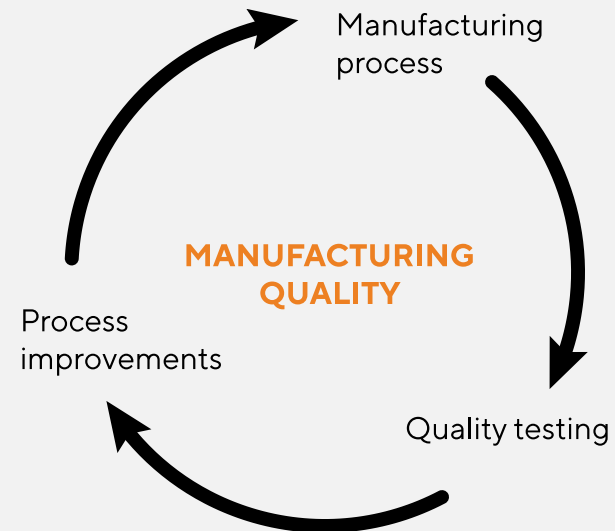 Manufacturing
process
MANUFACTURING
QUALITY
Process
improvements
Quality testing